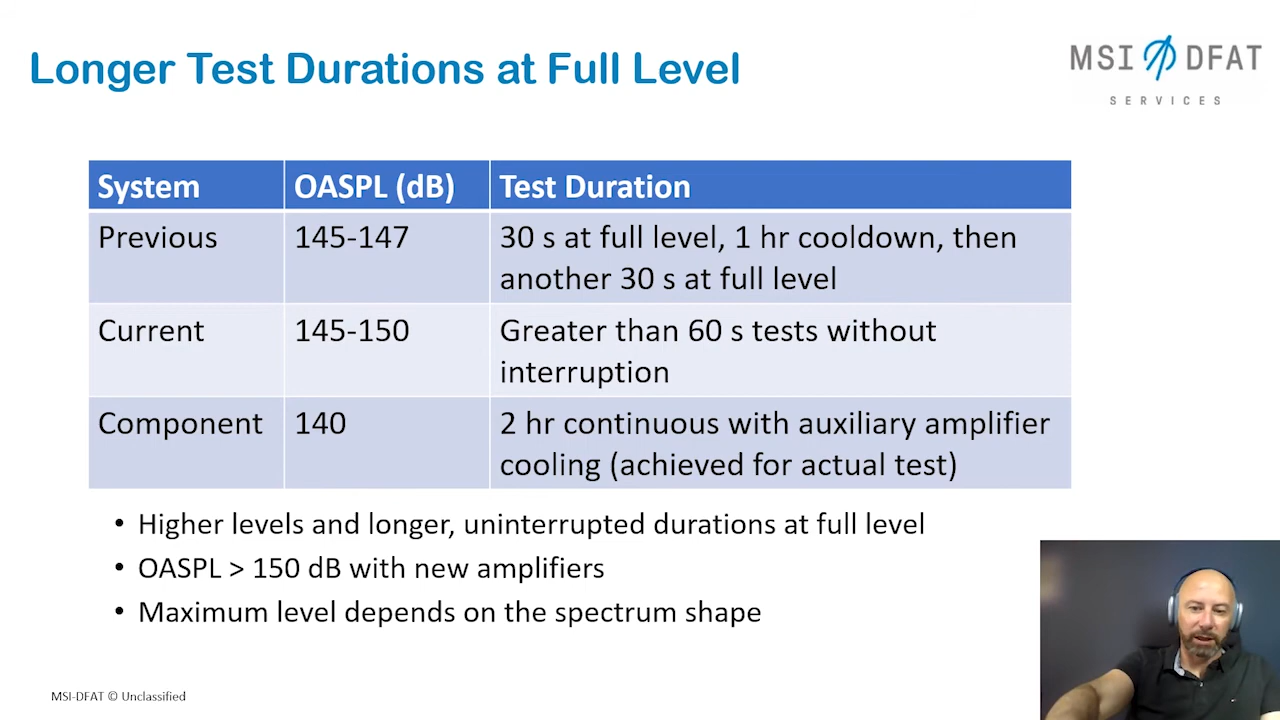 Longer Test Durations at Full Level
MSI DFAT
SERVICES
System OASPL (dB) Test Duration
Previous 145-147 30 s at full level, 1 hr cooldown, then
another 30 s at full level
Current 145-150 Greater than 60 s tests without
interruption
Component 140 2 hr continuous with auxiliary amplifier
cooling (achieved for actual test)
• Higher levels and longer, uninterrupted durations at full level
• OASPL > 150 dB with new amplifiers
• Maximum level depends on the spectrum shape
MSI-DFAT © Unclassified